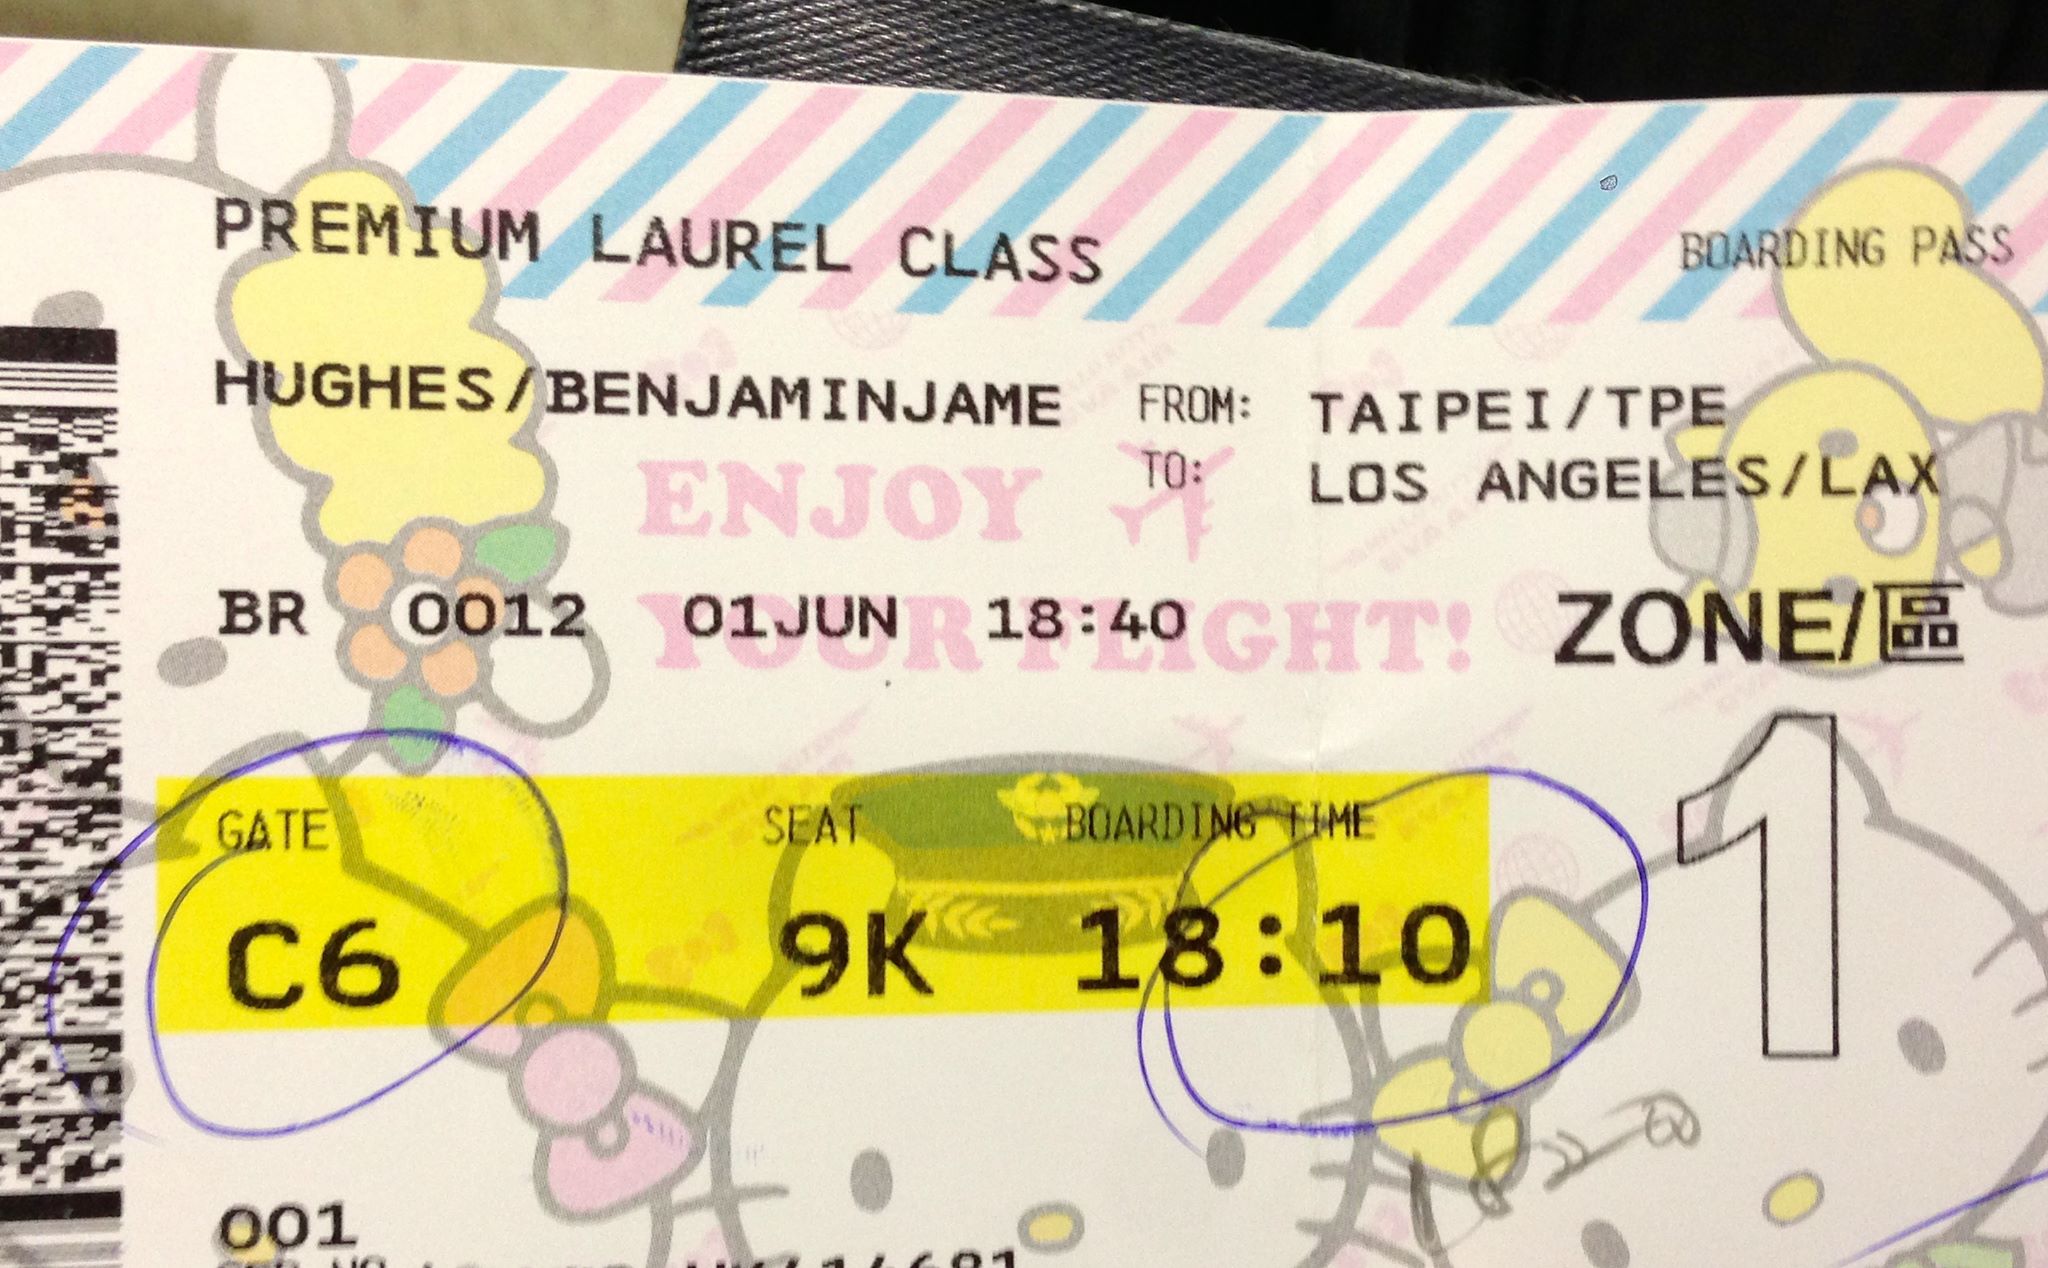 PREMIUM LAUREL CLASS
BOARDING PASS
HUGHES/BENJAMINJAME
FROM: TAIPEI/TPE
TO: LOS ANGELES/LAX
ENJOY
YOUR FLIGHT!
BR 0012 01JUN 18:40
ZONE/區
1
GATE SEAT BOARDING TIME
C6 9K 18:10
001